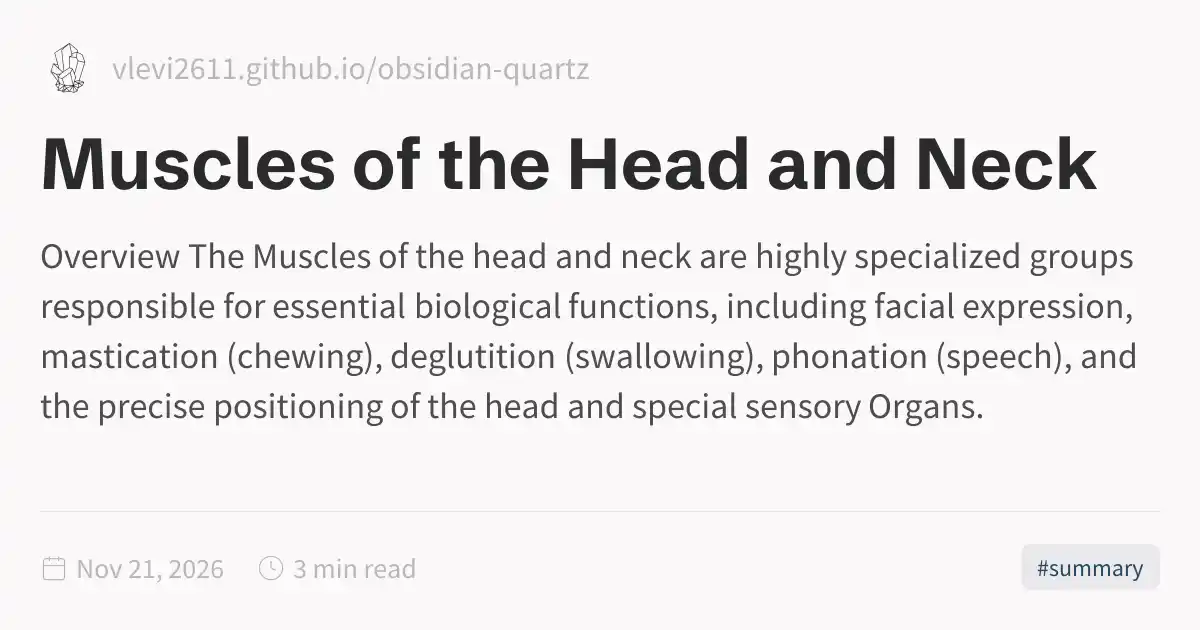 vlevi2611.github.io/obsidian-quartz
Muscles of the Head and Neck
Overview The Muscles of the head and neck are highly specialized groups
responsible for essential biological functions, including facial expression,
mastication (chewing), deglutition (swallowing), phonation (speech), and
the precise positioning of the head and special sensory Organs.
Nov 21, 2026 3 min read #summary